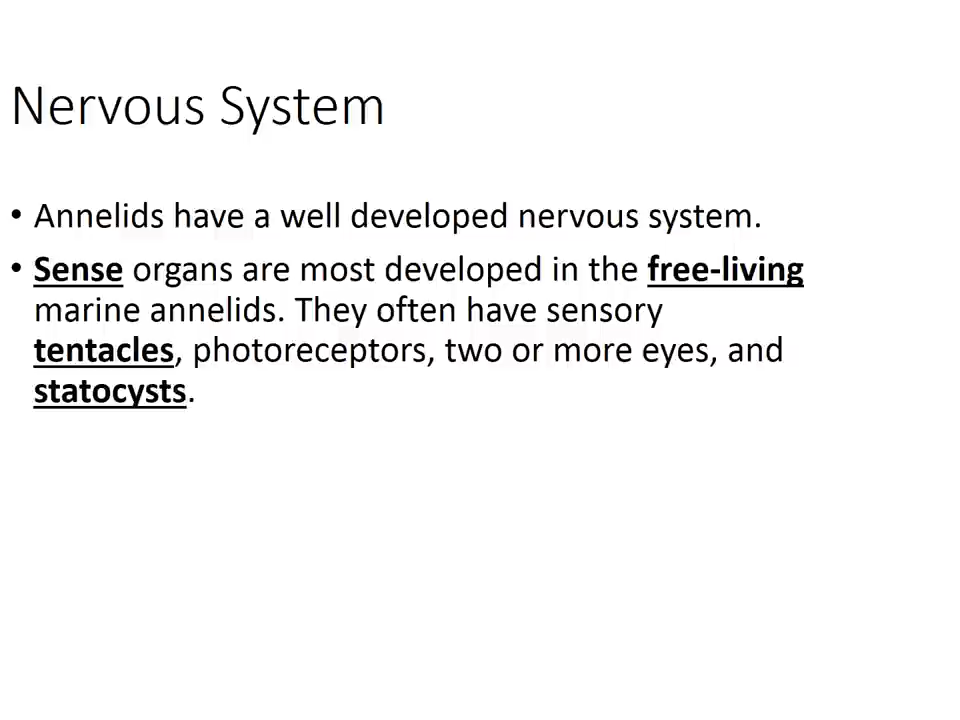 Nervous System
• Annelids have a well developed nervous system.
• Sense organs are most developed in the free-living
marine annelids. They often have sensory
tentacles, photoreceptors, two or more eyes, and
statocysts.